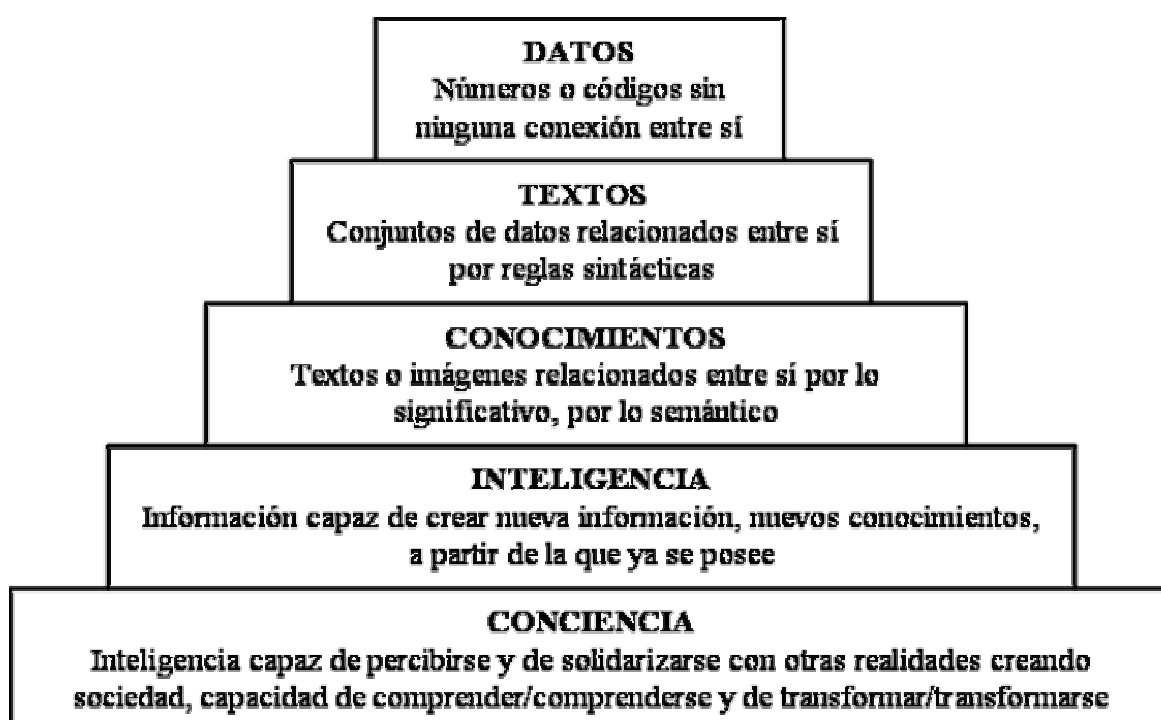 DATOS
Números o códigos sin
ninguna conexión entre sí
TEXTOS
Conjuntos de datos relacionados entre sí
por reglas sintácticas
CONOCIMIENTOS
Textos o imágenes relacionados entre sí por lo
significativo, por lo semántico
INTELIGENCIA
Información capaz de crear nueva información, nuevos conocimientos,
a partir de la que ya se posee
CONCIENCIA
Inteligencia capaz de percibirse y de solidarizarse con otras realidades creando
sociedad, capacidad de comprender/comprenderse y de transformar/transformarse